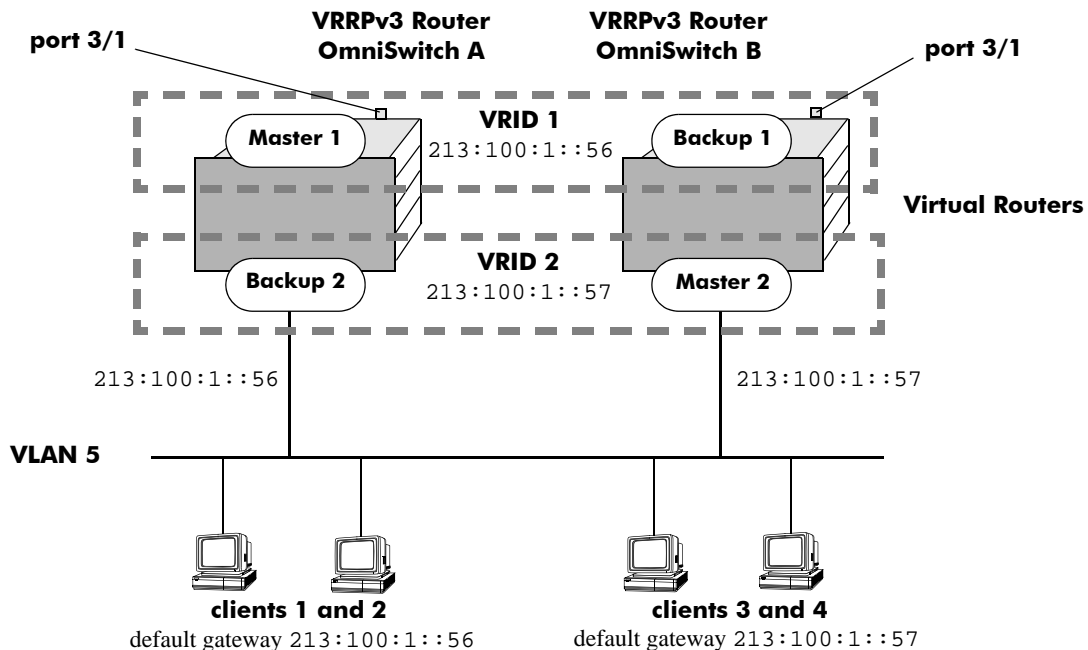 VRRPv3 Router
OmniSwitch A
VRRPv3 Router
OmniSwitch B
port 3/1
port 3/1
VRID 1
213:100:1::56
Master 1
Backup 1
Virtual Routers
VRID 2
213:100:1::57
Backup 2
Master 2
213:100:1::56
213:100:1::57
VLAN 5
clients 1 and 2
default gateway 213:100:1::56
clients 3 and 4
default gateway 213:100:1::57